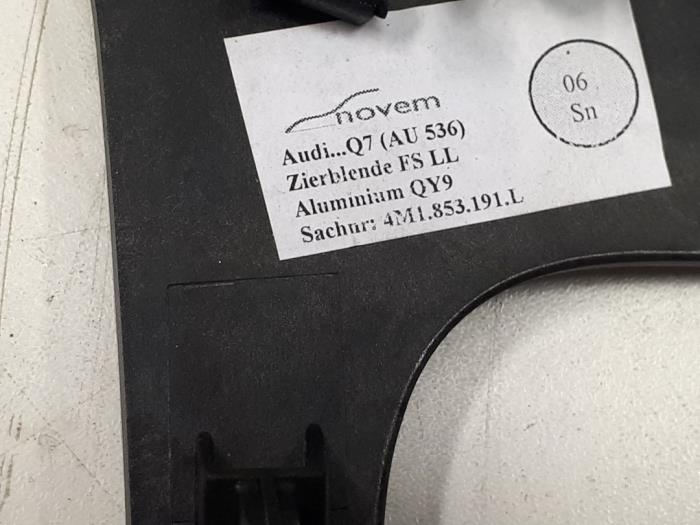 novem
Audi...Q7 (AU 536)
Zierblende FS LL
Aluminium QY9
Sachnr: 4M1.853.191.L
06
Sn